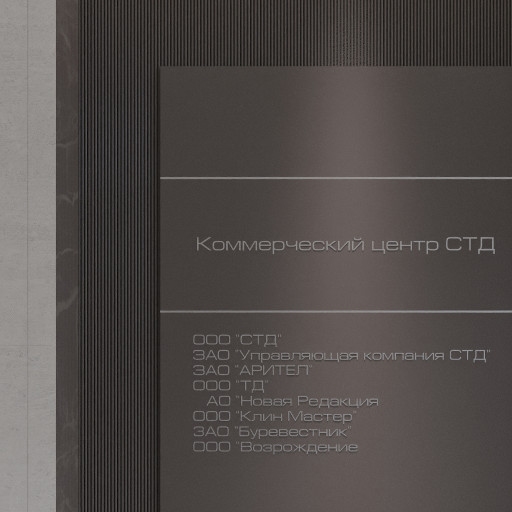 Коммерческий центр СТД
ООО "СТД"
ЗАО "Управляющая компания СТД"
ЗАО "АРИТЕЛ"
ООО "ТД"
АО "Новая Редакция
ООО "Клин Мастер"
ЗАО "Буревестник"
ООО "Возрождение